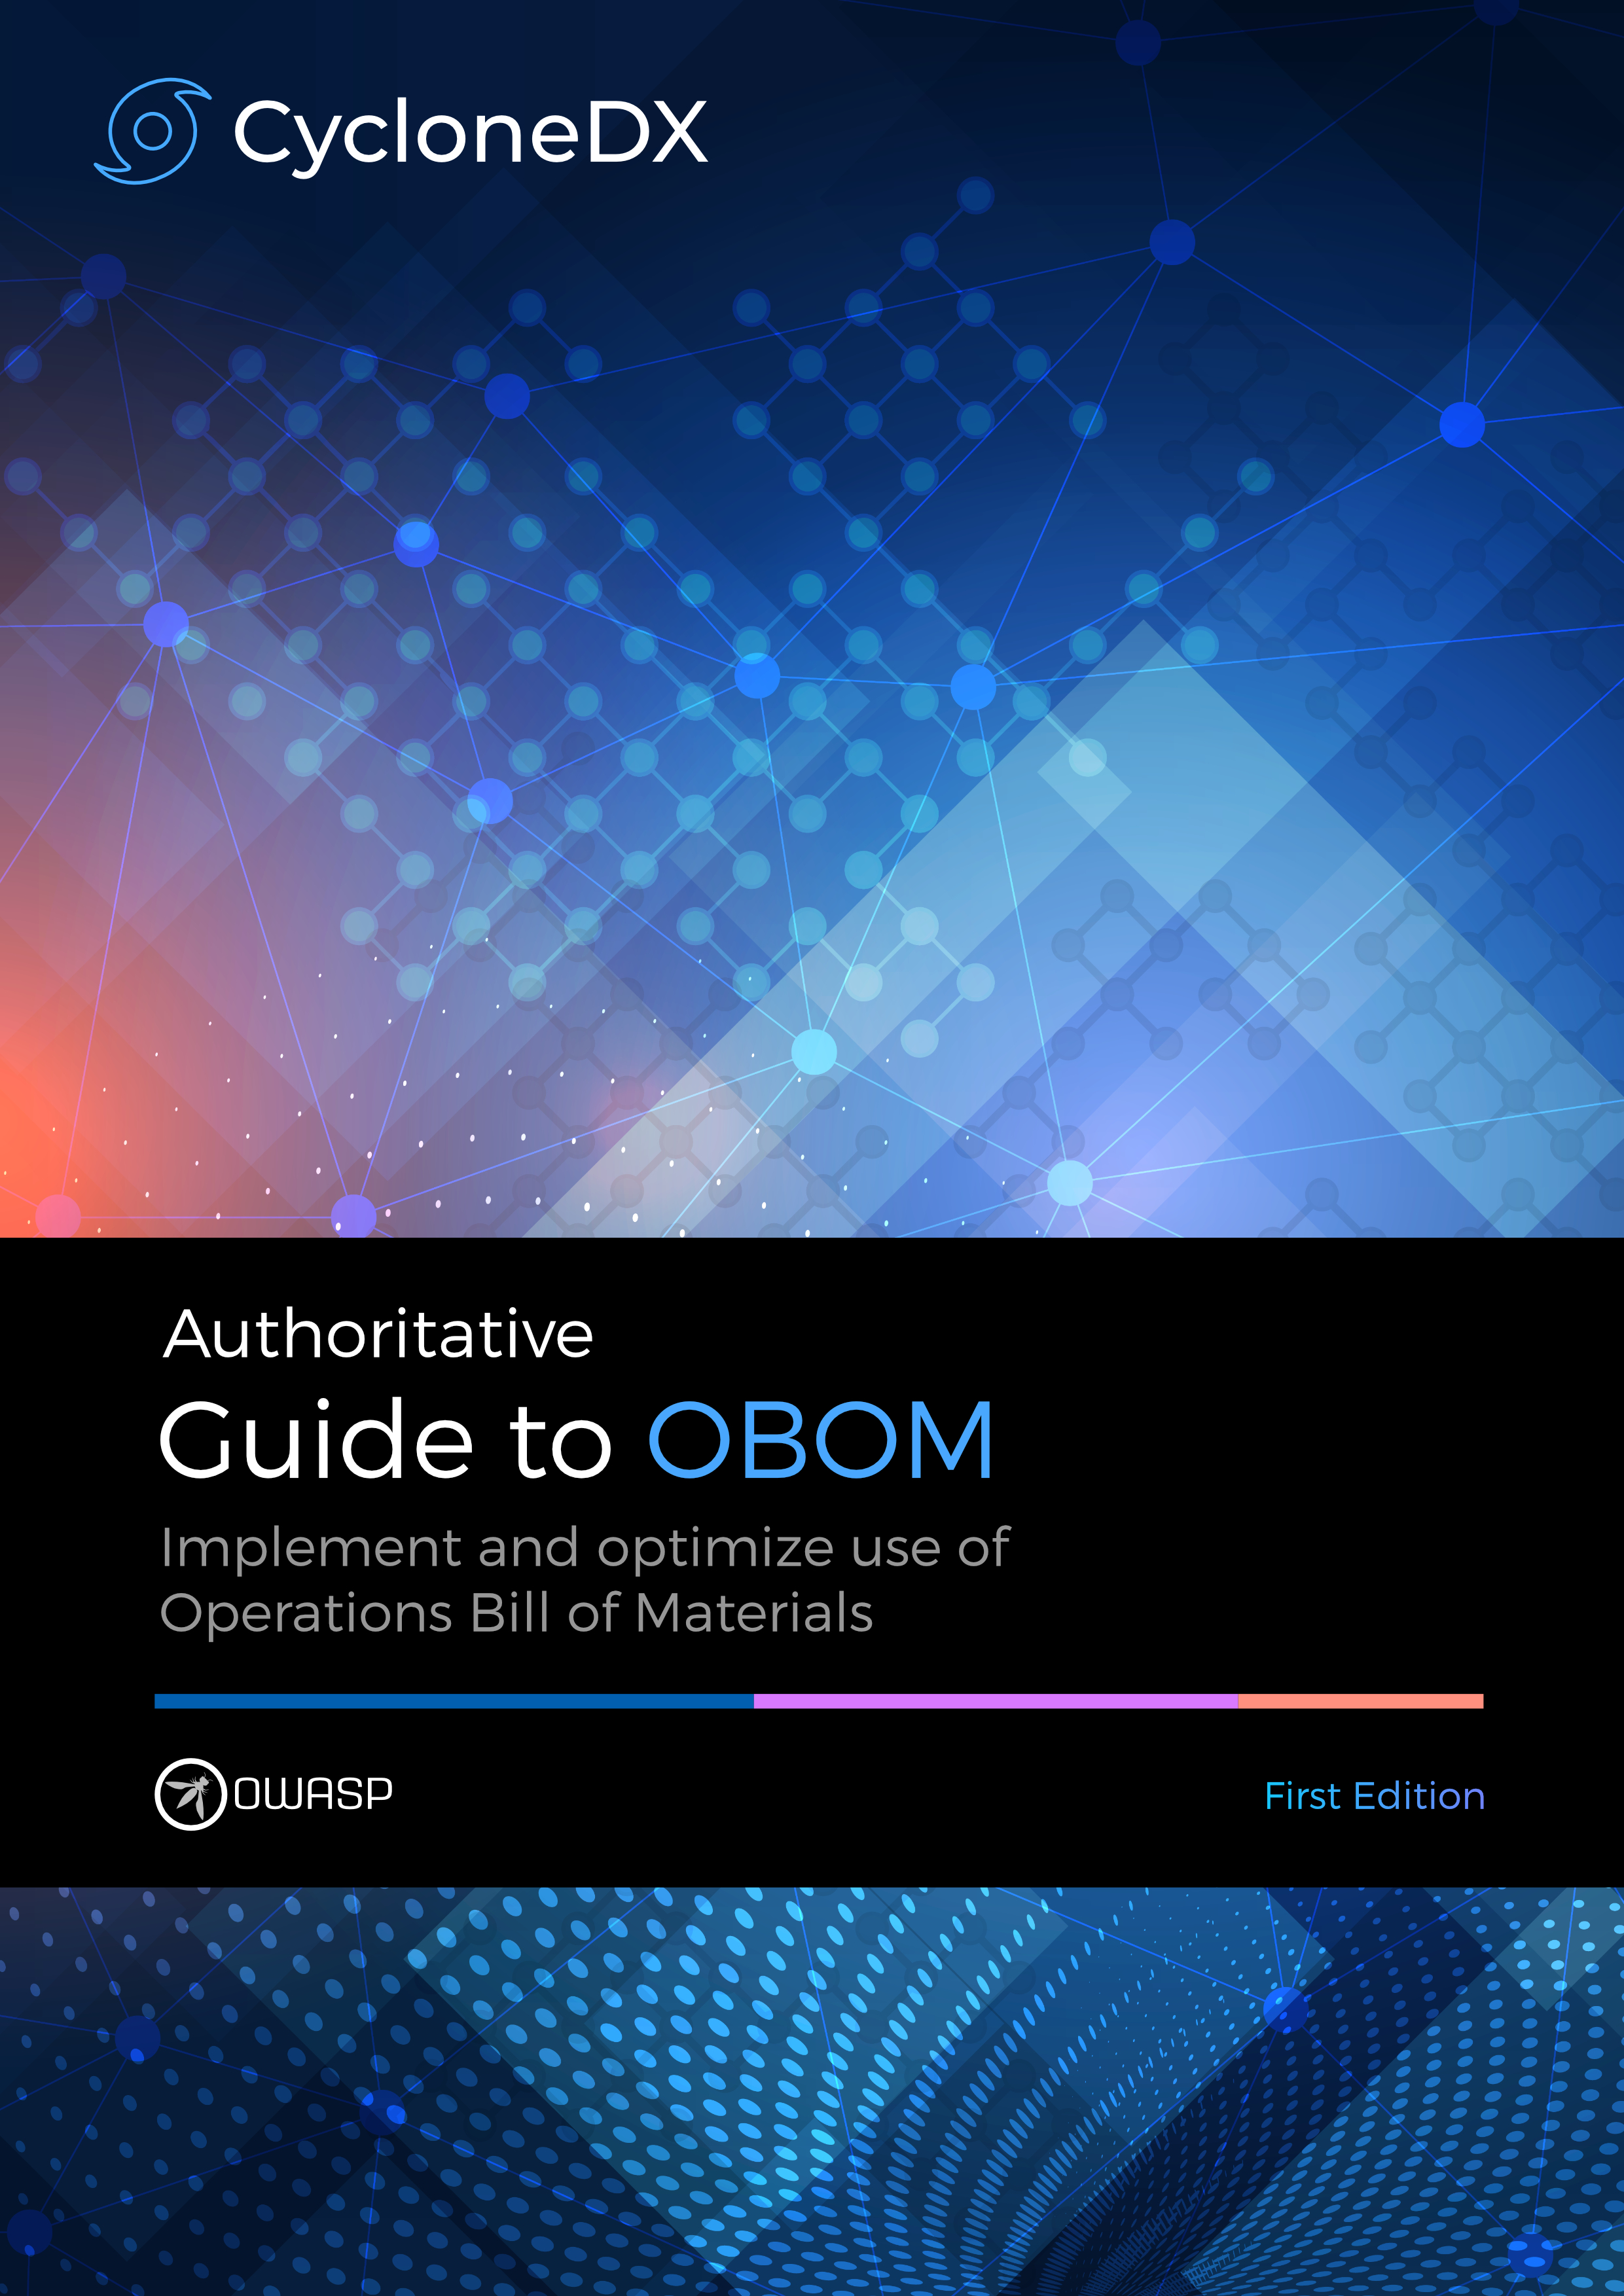 CycloneDX
Authoritative
Guide to OBOM
Implement and optimize use of
Operations Bill of Materials
OWASP
First Edition